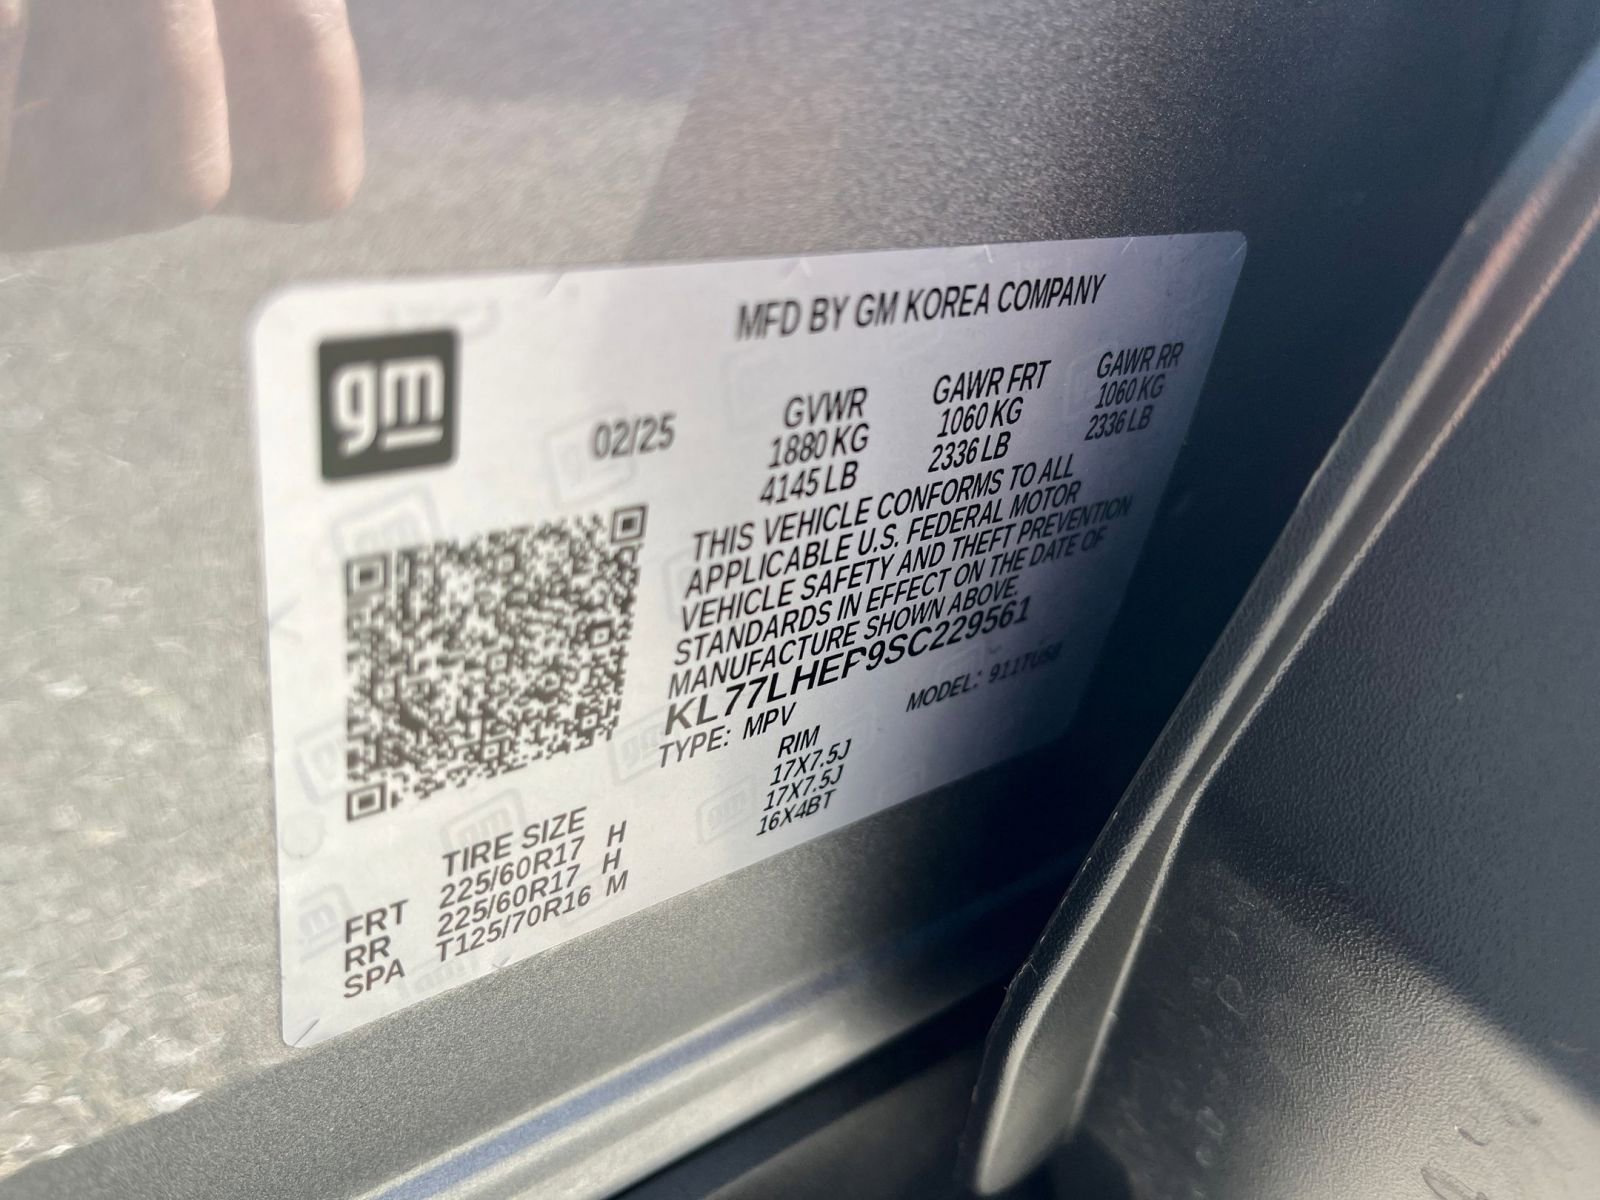 gm
MFD BY GM KOREA COMPANY
02/25
GVWR GAWR FRT GAWR RR
1880 KG 1060 KG 1060 KG
4145 LB 2336 LB 2336 LB
THIS VEHICLE CONFORMS TO ALL
APPLICABLE U.S. FEDERAL MOTOR
VEHICLE SAFETY AND THEFT PREVENTION
STANDARDS IN EFFECT ON THE DATE OF
MANUFACTURE SHOWN ABOVE.
KL77LHEP9SC229561
TYPE: MPV MODEL:
TIRE SIZE RIM
FRT 225/60R17 H 17X7.5J
RR 225/60R17 H 17X7.5J
SPA T125/70R16 M 16X4BT